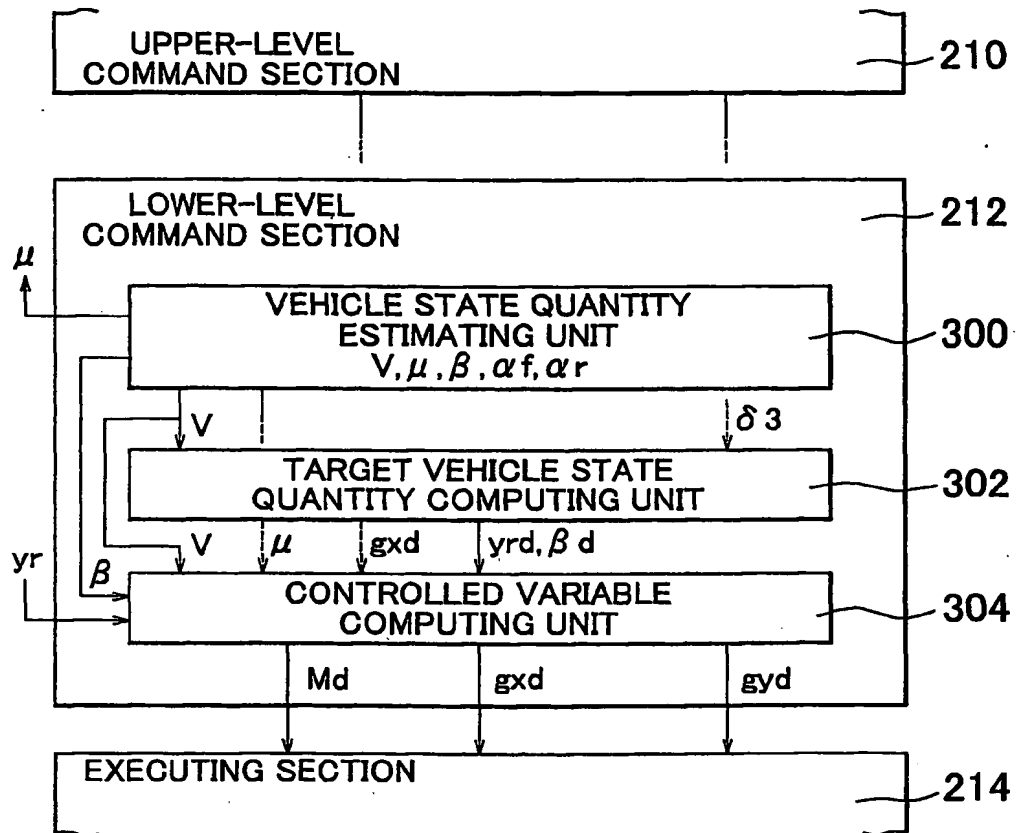 UPPER-LEVEL
COMMAND SECTION
210
LOWER-LEVEL
COMMAND SECTION
212
μ
VEHICLE STATE QUANTITY
ESTIMATING UNIT
V, μ, β, αf, αr
300
V
δ3
TARGET VEHICLE STATE
QUANTITY COMPUTING UNIT
302
V
μ
gxd
yrd, βd
yr
β
CONTROLLED VARIABLE
COMPUTING UNIT
304
Md
gxd
gyd
EXECUTING SECTION
214